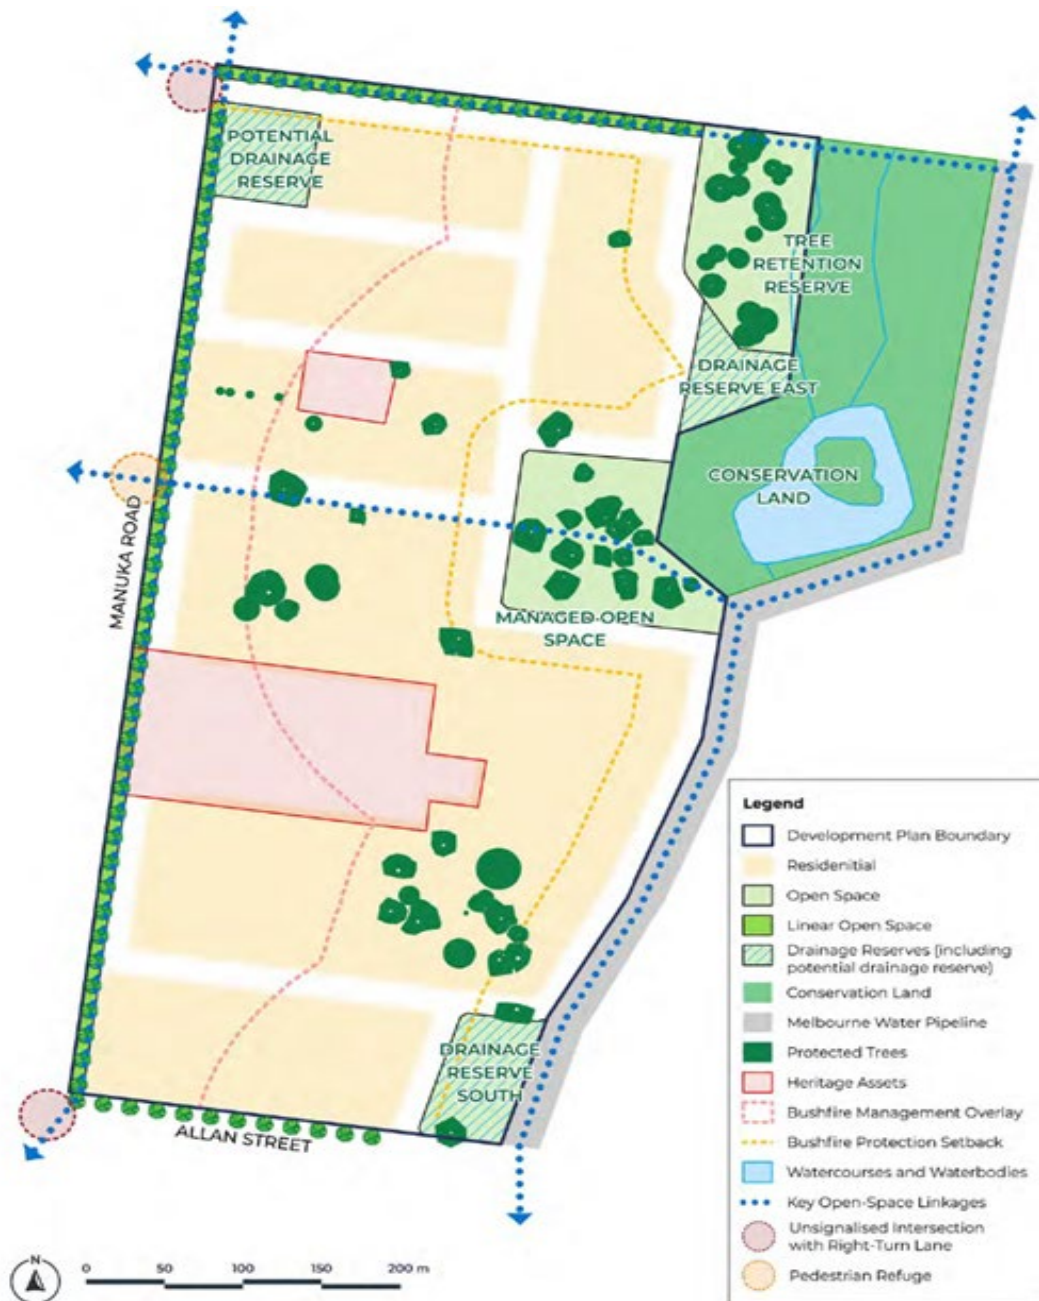 POTENTIAL
DRAINAGE
RESERVE
TREE
RETENTION
RESERVE
DRAINAGE
RESERVE EAST
CONSERVATION
LAND
MANUKA ROAD
MANAGED OPEN
SPACE
DRAINAGE
RESERVE
SOUTH
ALLAN STREET
Legend
Development Plan Boundary
Residenitial
Open Space
Linear Open Space
Drainage Reserves (including
potential drainage reserve)
Conservation Land
Melbourne Water Pipeline
Protected Trees
Heritage Assets
Bushfire Management Overlay
Bushfire Protection Setback
Watercourses and Waterbodies
Key Open-Space Linkages
Unsignalised Intersection
with Right-Turn Lane
Pedestrian Refuge
N
0 50 100 150 200 m